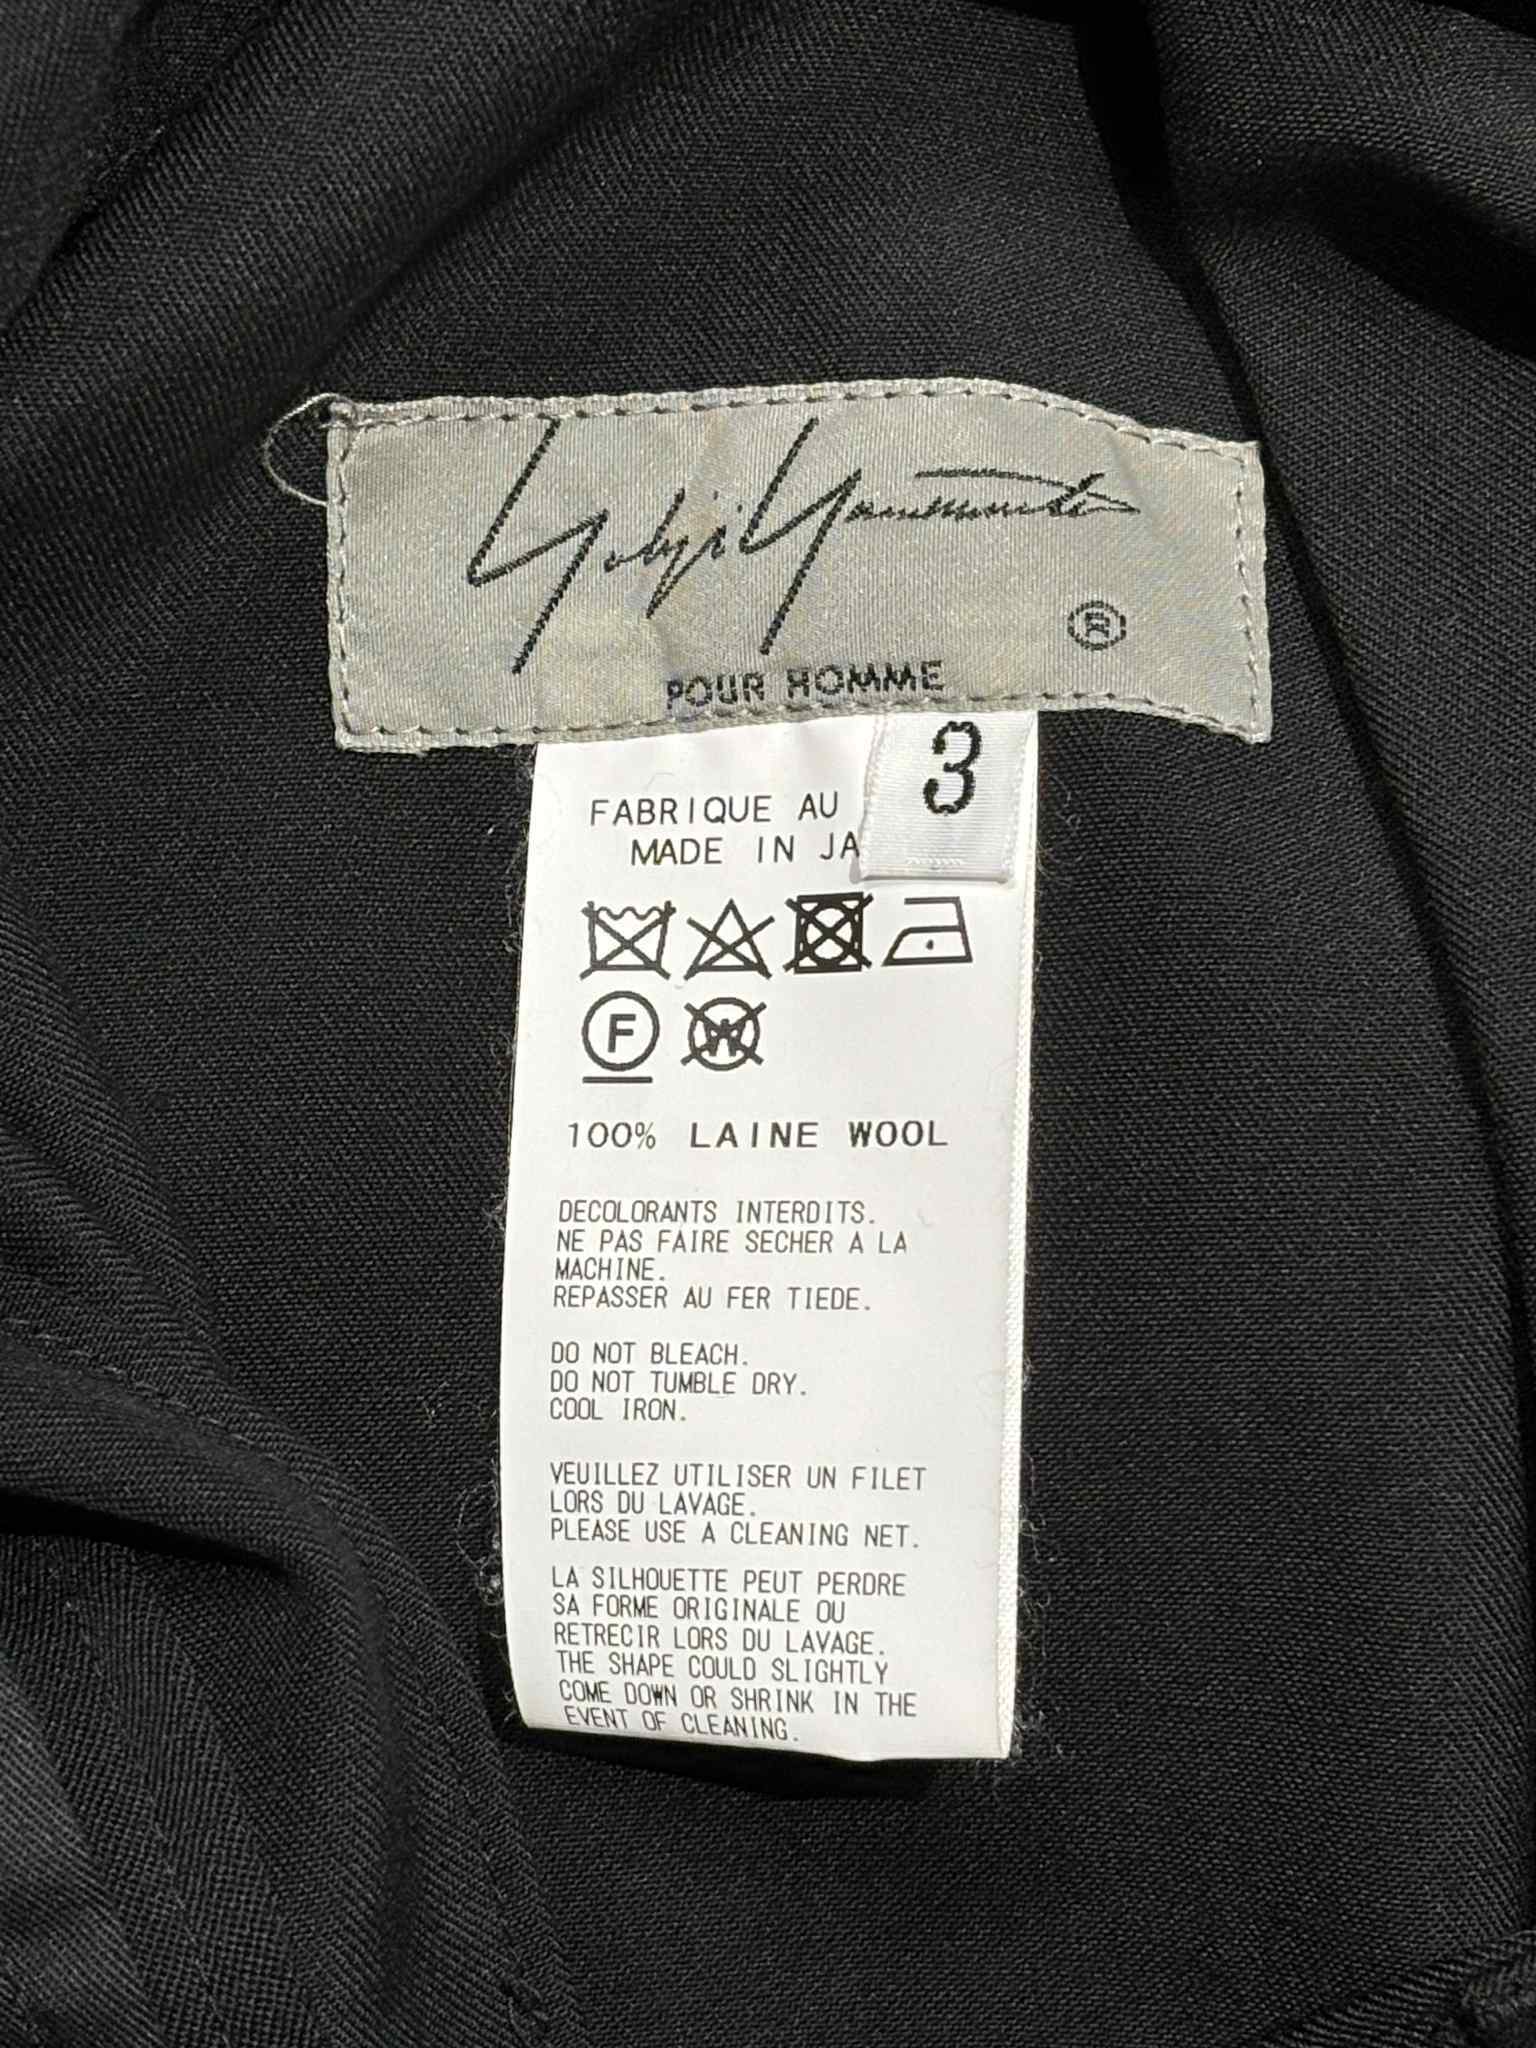 Yohji Yamamoto
®
POUR HOMME
3
FABRIQUE AU
MADE IN JA
F
W
100% LAINE WOOL
DECOLORANTS INTERDITS.
NE PAS FAIRE SECHER A LA
MACHINE.
REPASSER AU FER TIEDE.
DO NOT BLEACH.
DO NOT TUMBLE DRY.
COOL IRON.
VEUILLEZ UTILISER UN FILET
LORS DU LAVAGE.
PLEASE USE A CLEANING NET.
LA SILHOUETTE PEUT PERDRE
SA FORME ORIGINALE OU
RETRECIR LORS DU LAVAGE.
THE SHAPE COULD SLIGHTLY
COME DOWN OR SHRINK IN THE
EVENT OF CLEANING.